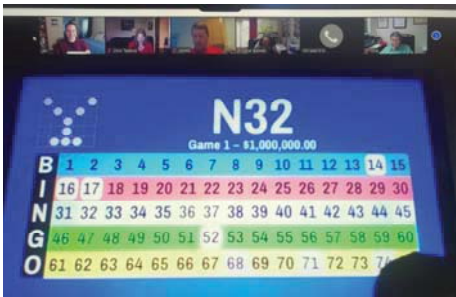 N32
Game 1 – $1,000,000.00
B 1 2 3 4 5 6 7 8 9 10 11 12 13 14 15
I 16 17 18 19 20 21 22 23 24 25 26 27 28 29 30
N 31 32 33 34 35 36 37 38 39 40 41 42 43 44 45
G 46 47 48 49 50 51 52 53 54 55 56 57 58 59 60
O 61 62 63 64 65 66 67 68 69 70 71 72 73